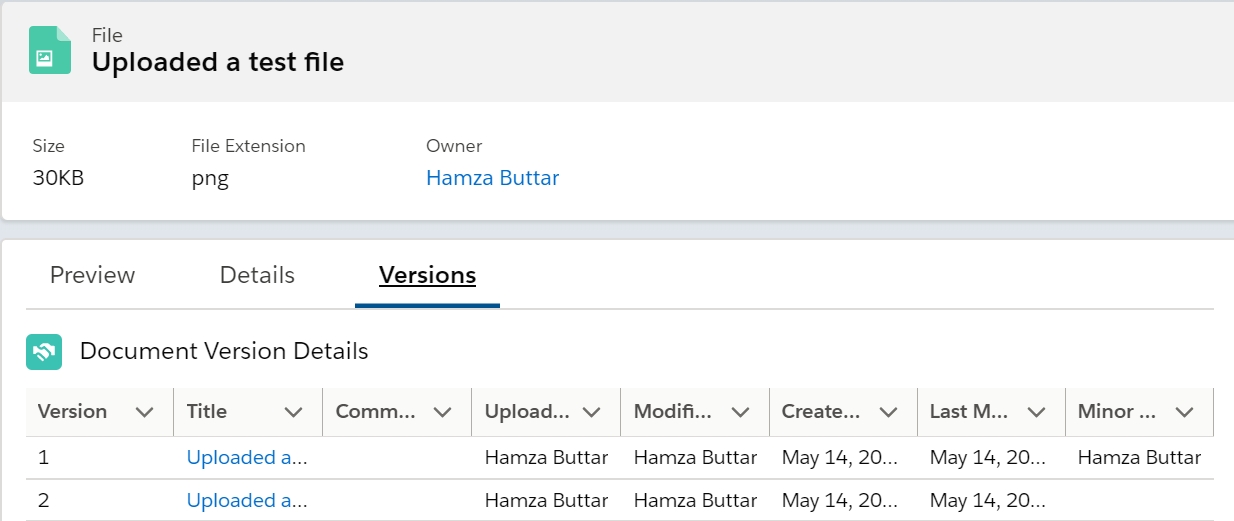 File
Uploaded a test file
Size File Extension Owner
30KB png Hamza Buttar
Preview Details Versions
Document Version Details
Version Title Comm... Upload... Modifi... Create... Last M... Minor ...
1 Uploaded a... Hamza Buttar Hamza Buttar May 14, 20... May 14, 20... Hamza Buttar
2 Uploaded a... Hamza Buttar Hamza Buttar May 14, 20... May 14, 20...